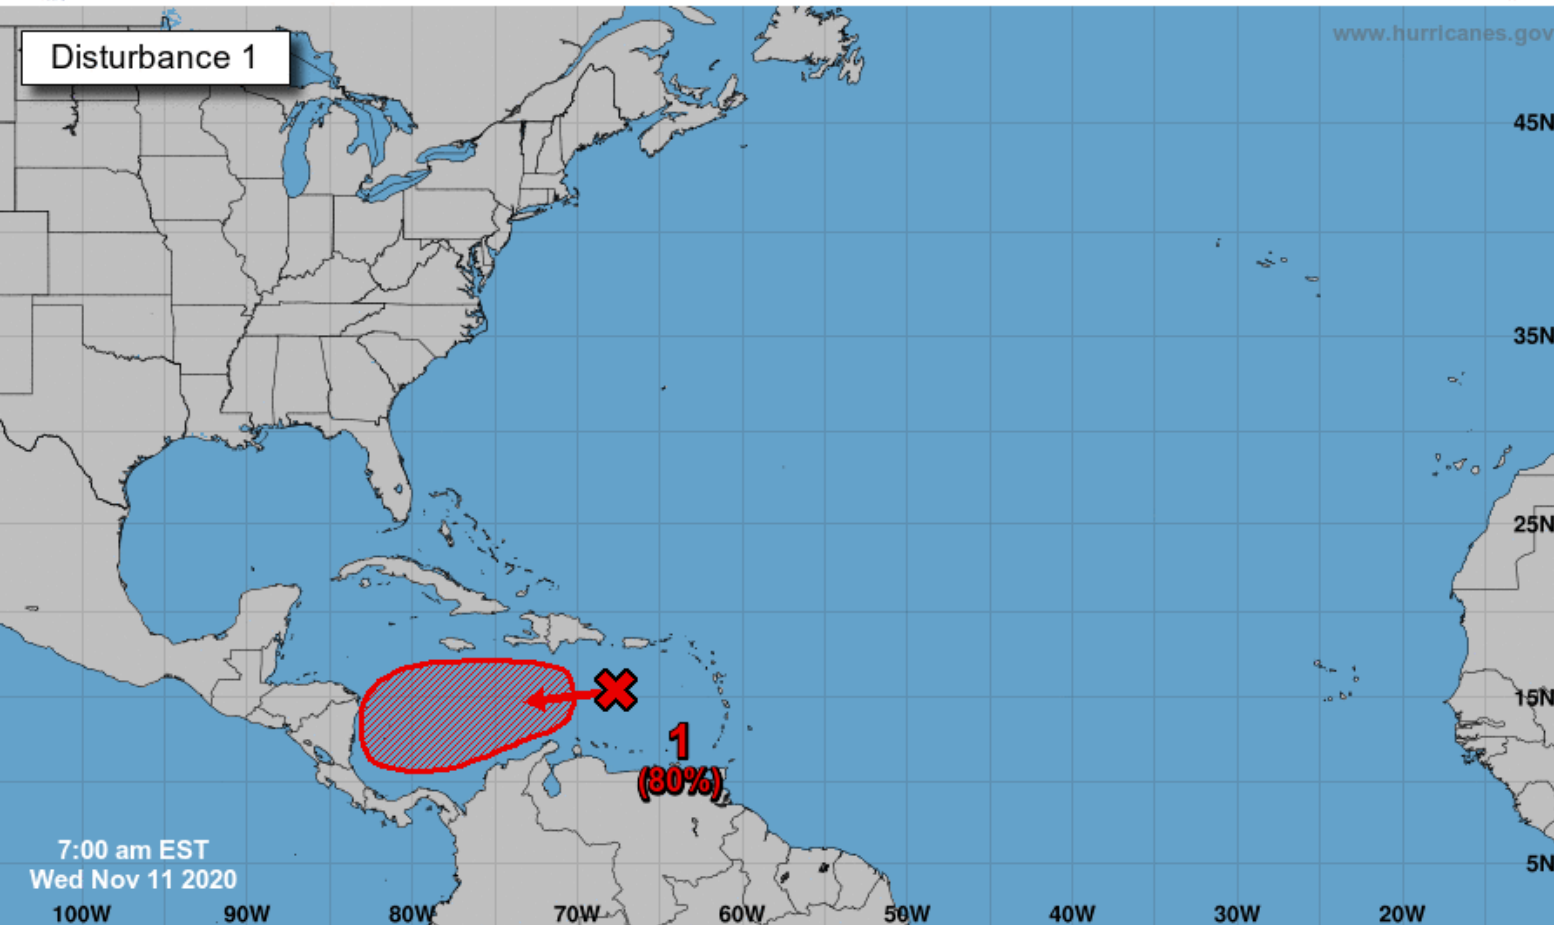 Disturbance 1
www.hurricanes.gov
45N
35N
25N
15N
1
(80%)
7:00 am EST
5N
Wed Nov 11 2020
100W 90W 80W 70W 60W 50W 40W 30W 20W